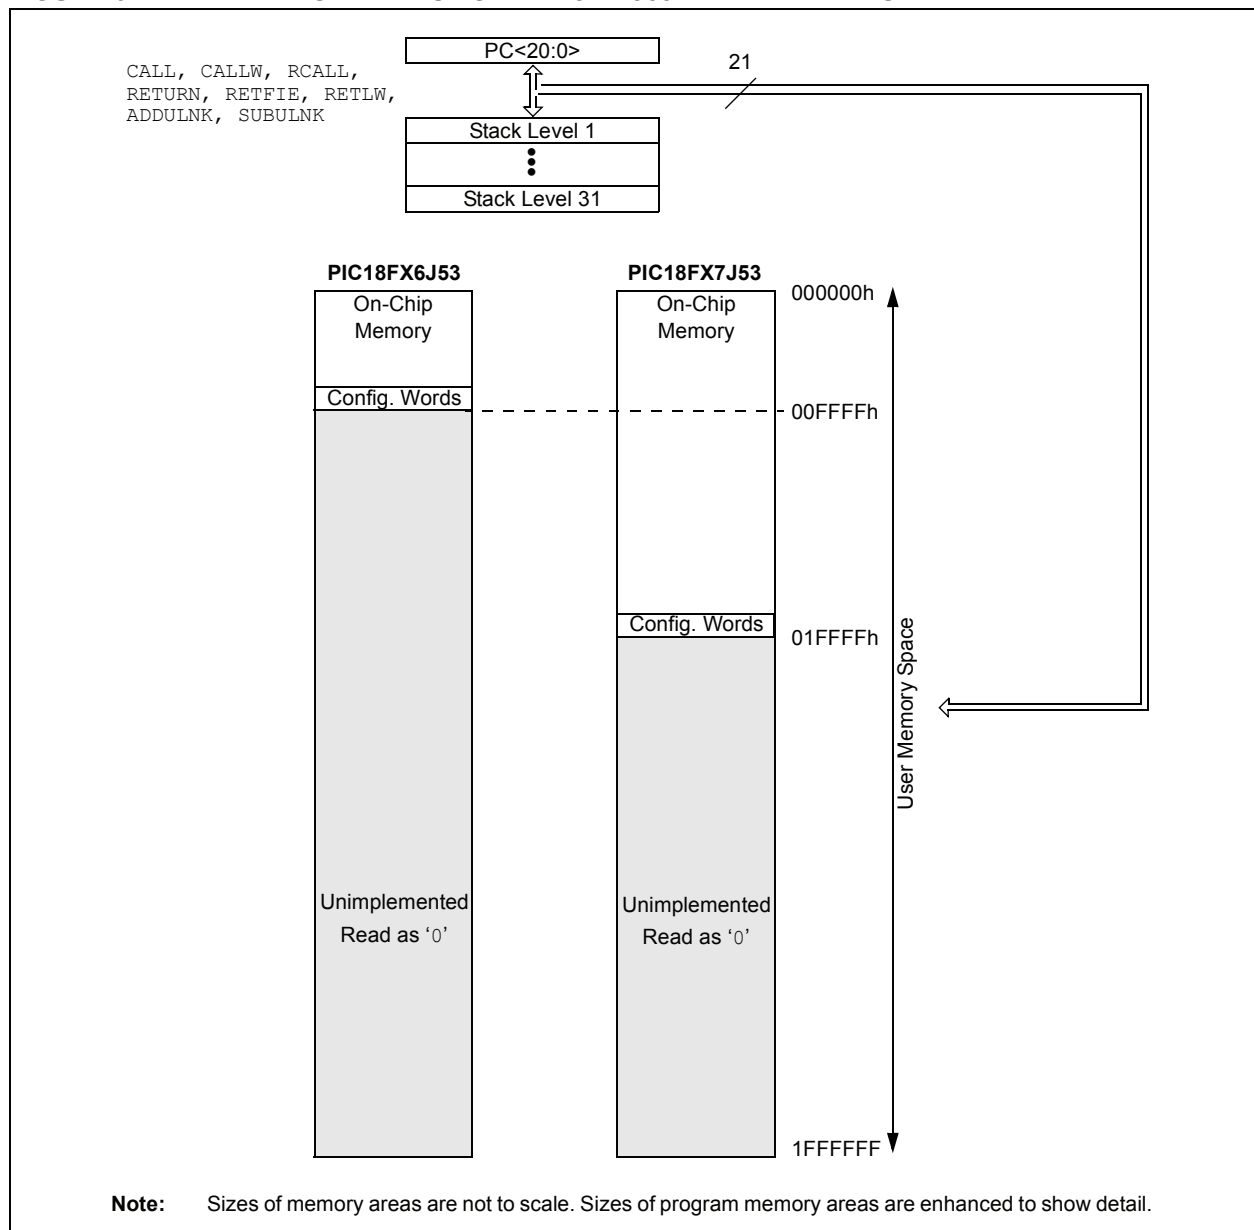 PC<20:0>
21
CALL, CALLW, RCALL,
RETURN, RETFIE, RETLW,
ADDULNK, SUBULNK
Stack Level 1
Stack Level 31
PIC18FX6J53
PIC18FX7J53
On-Chip
Memory
On-Chip
Memory
000000h
Config. Words
00FFFFh
Config. Words
01FFFFh
User Memory Space
Unimplemented
Read as ‘0’
Unimplemented
Read as ‘0’
1FFFFFF
Note: Sizes of memory areas are not to scale. Sizes of program memory areas are enhanced to show detail.